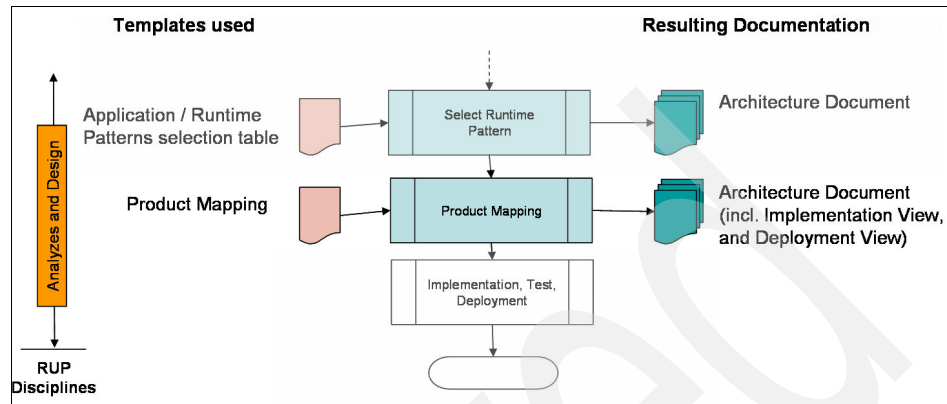 Templates used
Resulting Documentation
Application / Runtime
Patterns selection table
Select Runtime
Pattern
Architecture Document
Product Mapping
Product Mapping
Architecture Document
(incl. Implementation View,
and Deployment View)
Implementation, Test,
Deployment
Analyzes and Design
RUP
Disciplines